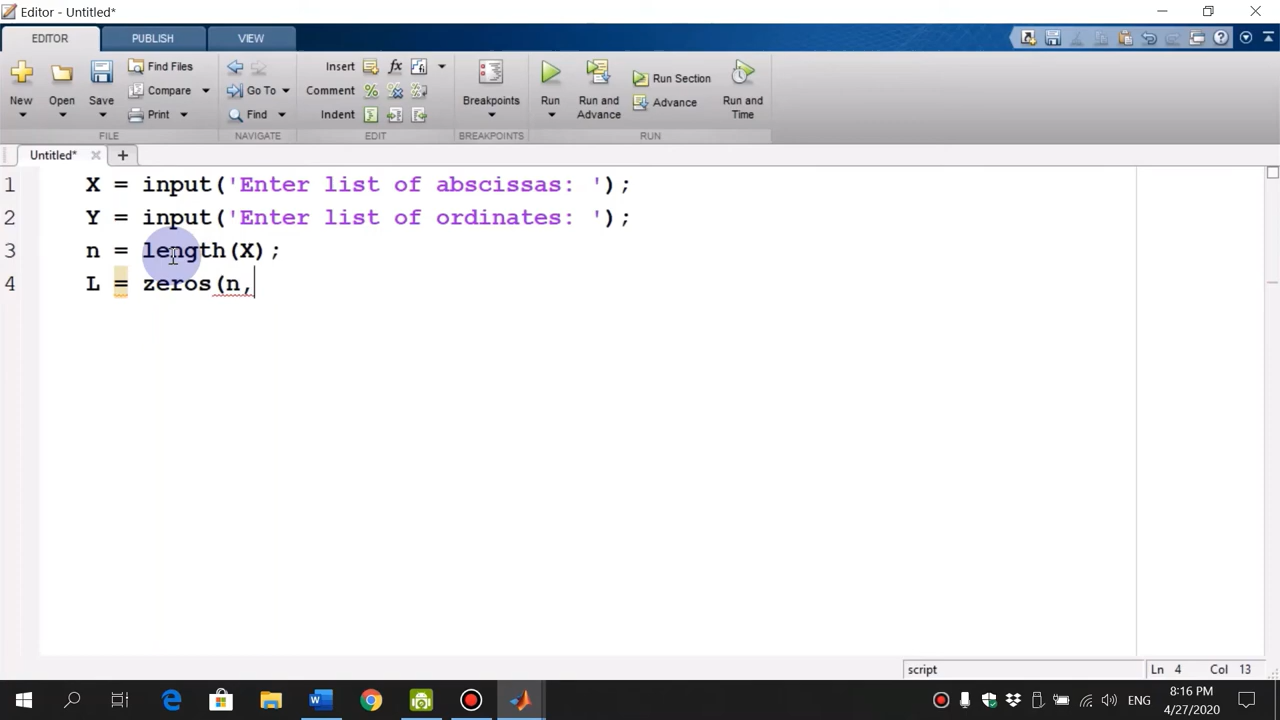 Editor - Untitled*
EDITOR PUBLISH VIEW
New
Open
Save
Find Files
Compare
Print
FILE
Go To
Find
NAVIGATE
Insert fx
Comment
Indent
EDIT
Breakpoints
BREAKPOINTS
Run
Run and Advance
Run Section
Advance
Run and Time
RUN
Untitled* × +
1 X = input('Enter list of abscissas: ');
2 Y = input('Enter list of ordinates: ');
3 n = length(X);
4 L = zeros(n,
script Ln 4 Col 13
ENG 8:16 PM
4/27/2020